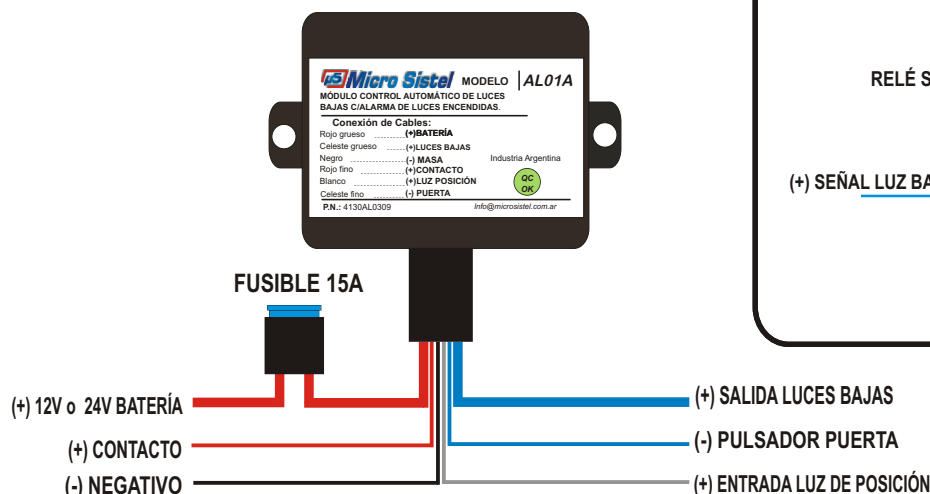 µS Micro Sistel MODELO AL01A
MÓDULO CONTROL AUTOMÁTICO DE LUCES
BAJAS C/ALARMA DE LUCES ENCENDIDAS.
Conexión de Cables:
Rojo grueso ........... (+)BATERÍA
Celeste grueso ...... (+)LUCES BAJAS
Negro ..................... (-) MASA
Rojo fino ................ (+)CONTACTO
Blanco ................... (+)LUZ POSICIÓN
Celeste fino ........... (-) PUERTA
Industria Argentina
QC
OK
P.N.: 4130AL0309 Info@microsistel.com.ar
RELÉ S
(+) SEÑAL LUZ BA
FUSIBLE 15A
(+) 12V o 24V BATERÍA
(+) CONTACTO
(-) NEGATIVO
(+) SALIDA LUCES BAJAS
(-) PULSADOR PUERTA
(+) ENTRADA LUZ DE POSICIÓN